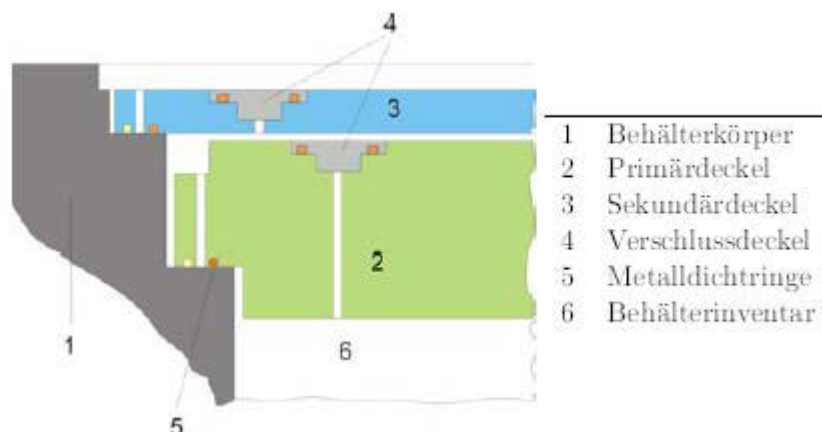 4
3
2
1
6
5
1 Behälterkörper
2 Primärdeckel
3 Sekundärdeckel
4 Verschlussdeckel
5 Metalldichtringe
6 Behälterinventar